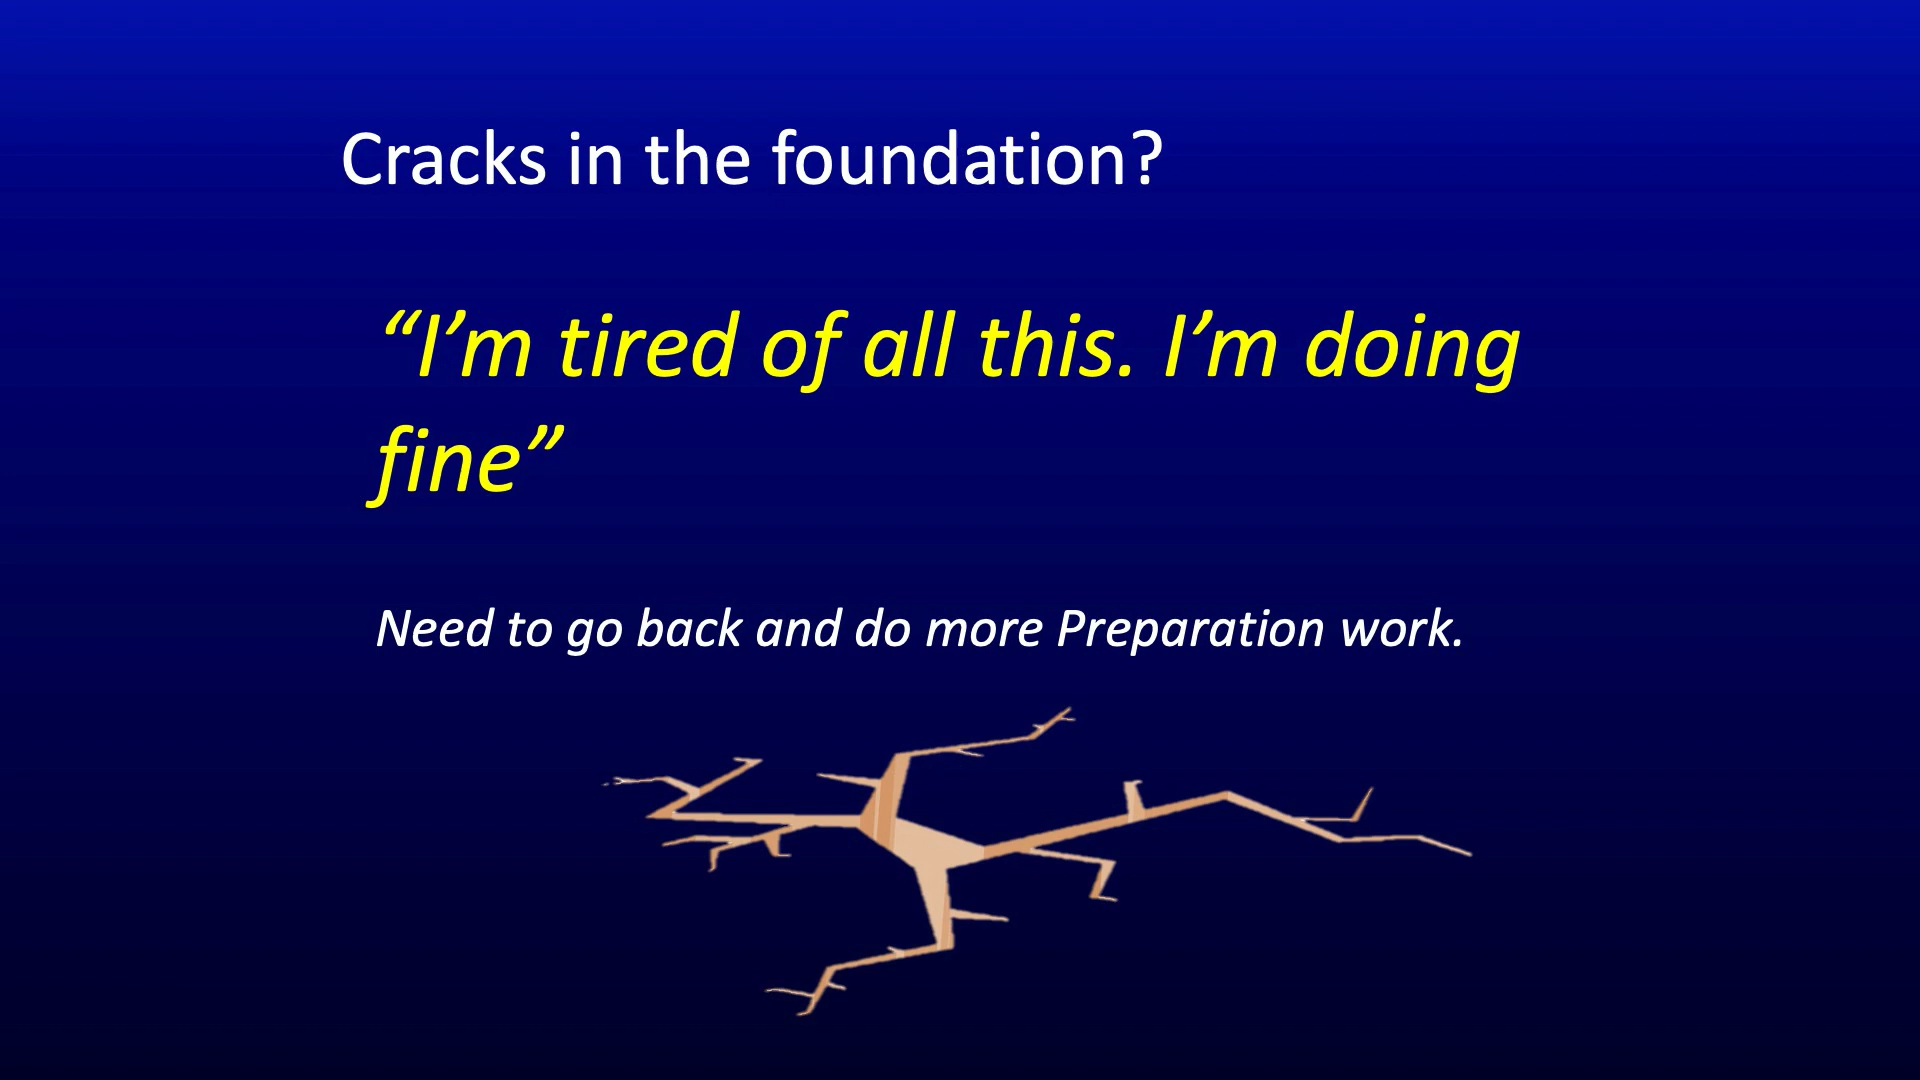 Cracks in the foundation?
“I’m tired of all this. I’m doing
fine”
Need to go back and do more Preparation work.